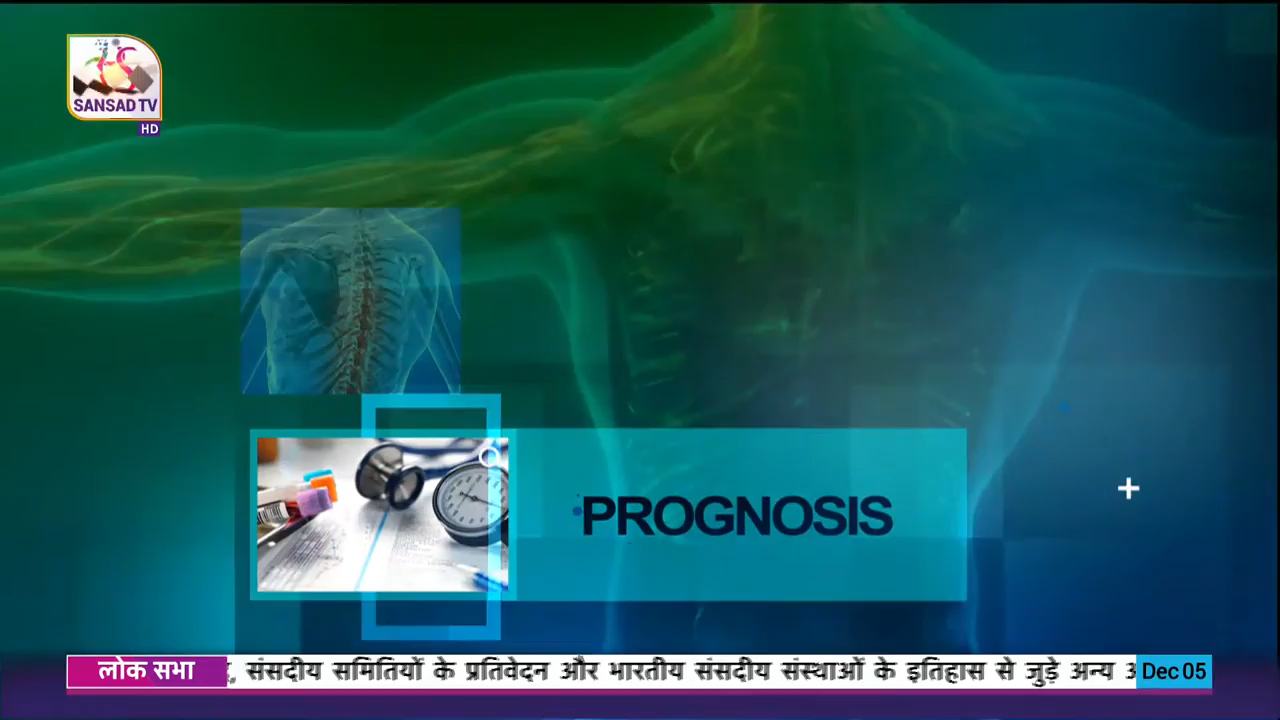 SANSAD TV
HD
PROGNOSIS
लोक सभा
संसदीय समितियों के प्रतिवेदन और भारतीय संसदीय संस्थाओं के इतिहास से जुड़े अन्य
Dec 05